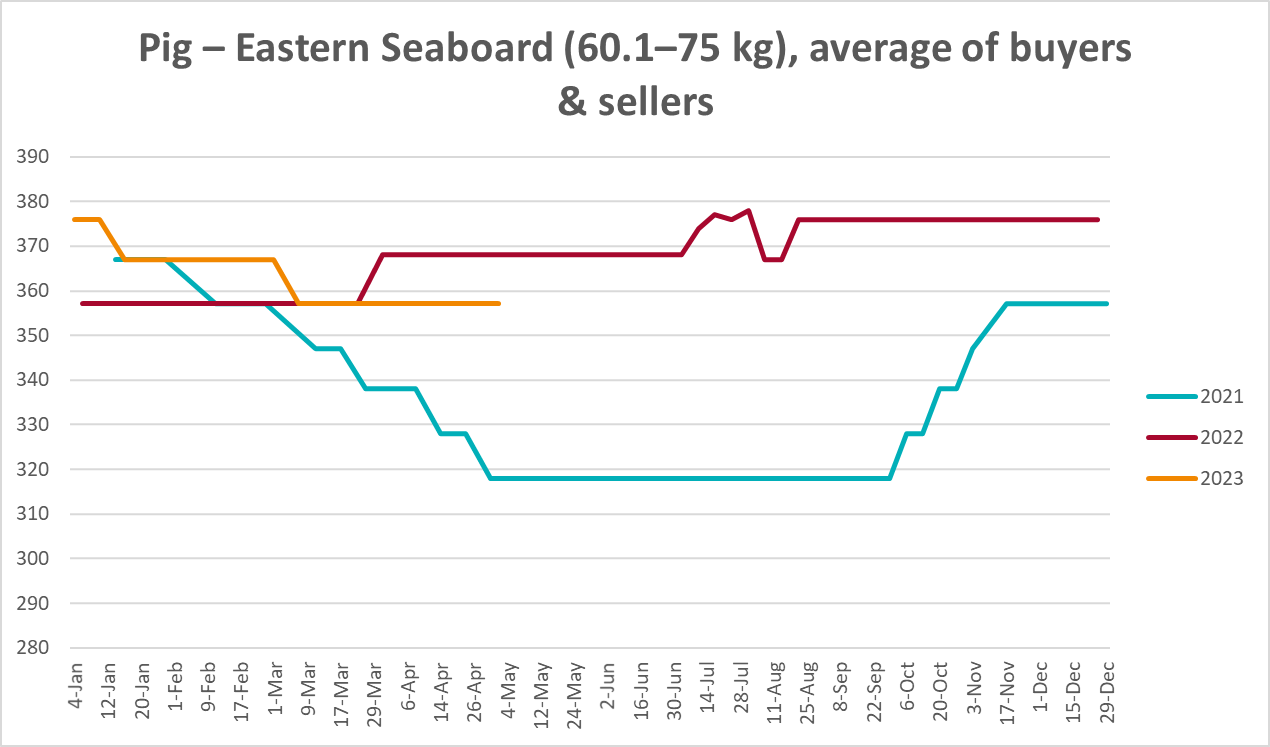 Pig – Eastern Seaboard (60.1–75 kg), average of buyers
& sellers
390
380
370
360
350
340
330
320
310
300
290
280
4-Jan
12-Jan
20-Jan
1-Feb
9-Feb
17-Feb
1-Mar
9-Mar
17-Mar
29-Mar
6-Apr
14-Apr
26-Apr
4-May
12-May
24-May
2-Jun
16-Jun
30-Jun
14-Jul
28-Jul
11-Aug
25-Aug
8-Sep
22-Sep
6-Oct
20-Oct
3-Nov
17-Nov
1-Dec
15-Dec
29-Dec
2021
2022
2023